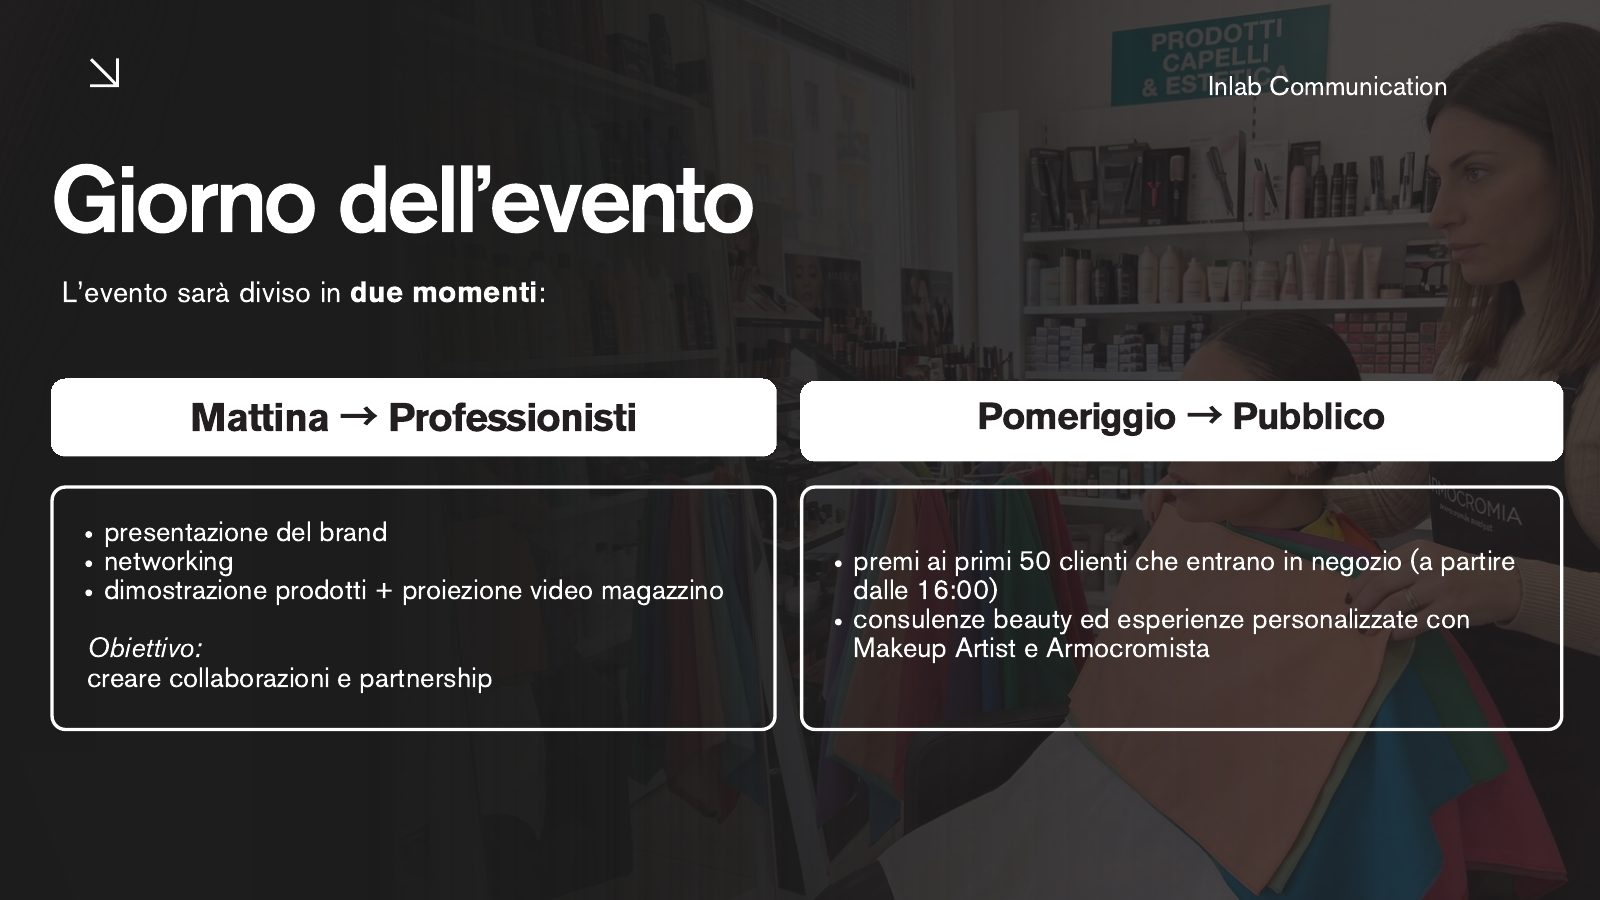 PRODOTTI
CAPELLI
& ESTETICA
Inlab Communication
Giorno dell’evento
L’evento sarà diviso in due momenti:
Mattina → Professionisti
• presentazione del brand
• networking
• dimostrazione prodotti + proiezione video magazzino
Obiettivo:
creare collaborazioni e partnership
Pomeriggio → Pubblico
• premi ai primi 50 clienti che entrano in negozio (a partire
dalle 16:00)
• consulenze beauty ed esperienze personalizzate con
Makeup Artist e Armocromista